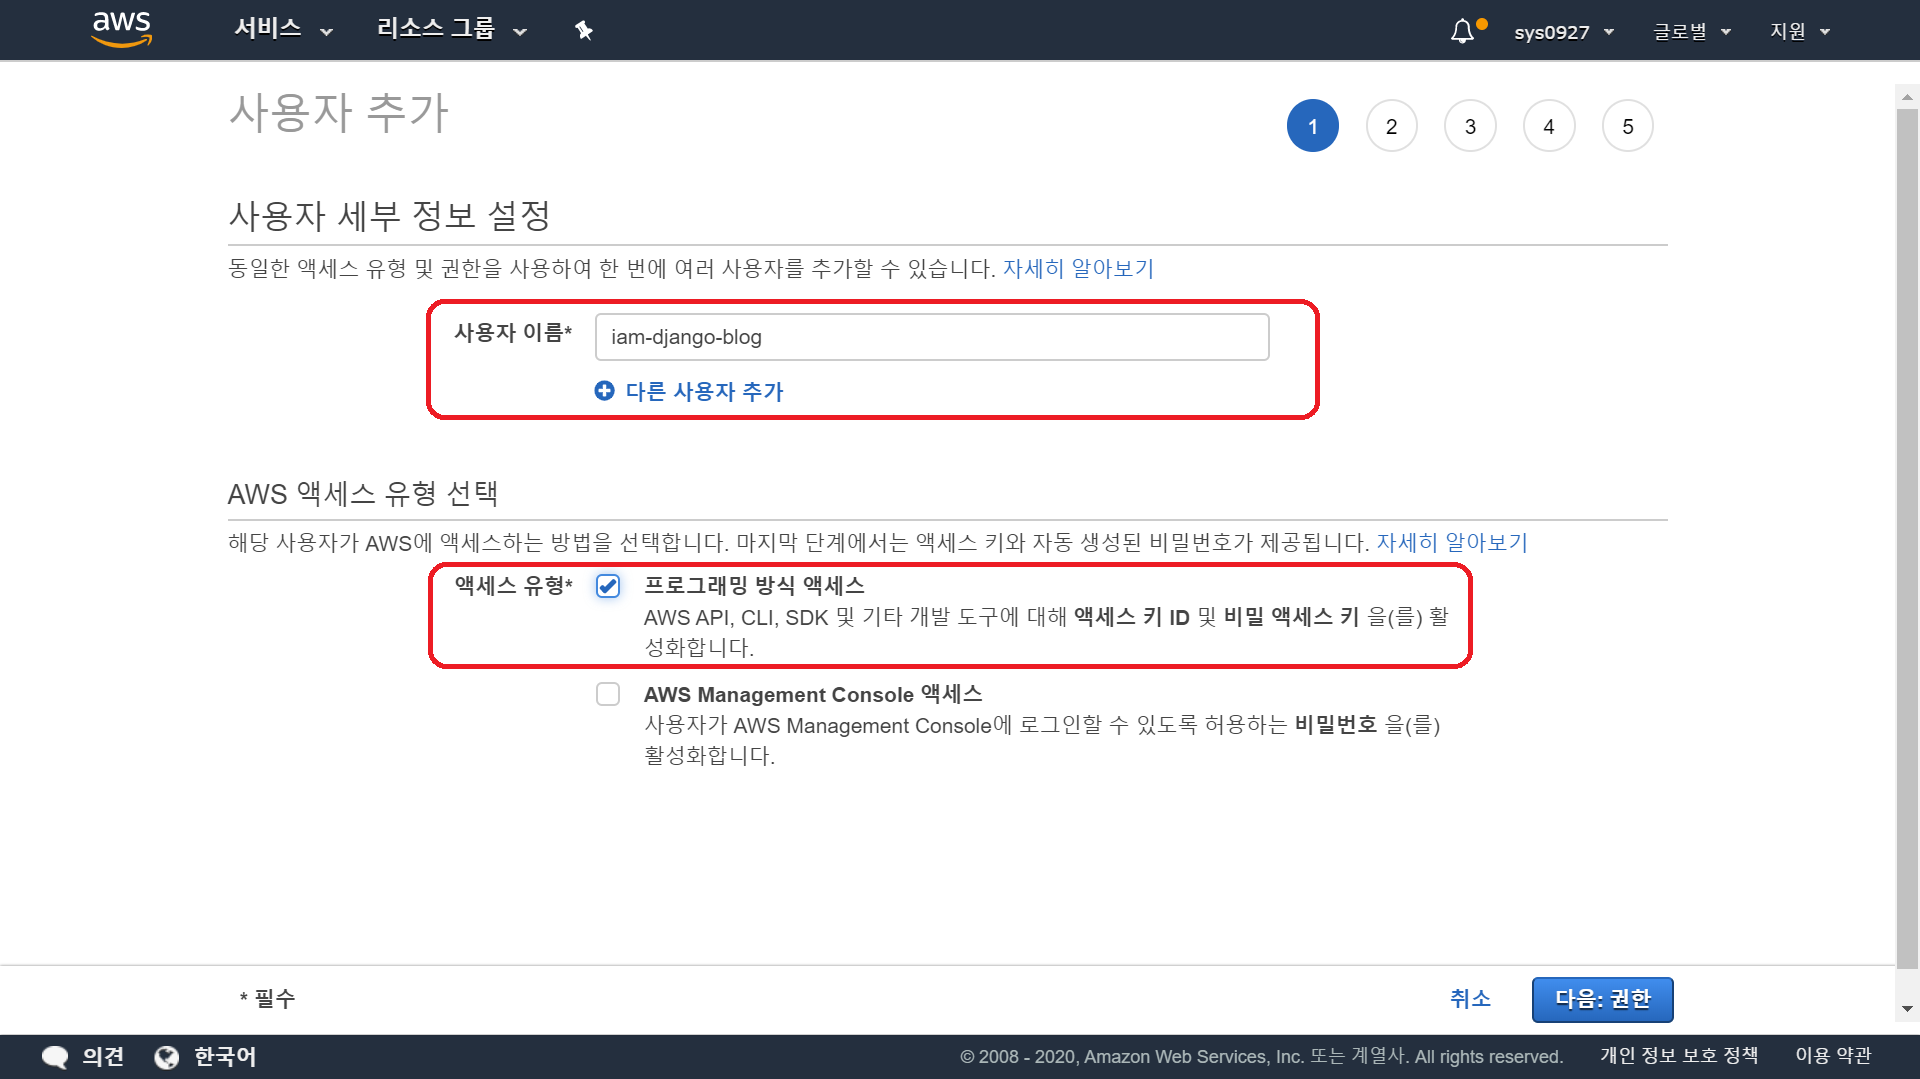 aws 서비스 리소스 그룹 sys0927 글로벌 지원
사용자 추가
1 2 3 4 5
사용자 세부 정보 설정
동일한 액세스 유형 및 권한을 사용하여 한 번에 여러 사용자를 추가할 수 있습니다. 자세히 알아보기
사용자 이름* iam-django-blog
다른 사용자 추가
AWS 액세스 유형 선택
해당 사용자가 AWS에 액세스하는 방법을 선택합니다. 마지막 단계에서는 액세스 키와 자동 생성된 비밀번호가 제공됩니다. 자세히 알아보기
액세스 유형* 프로그래밍 방식 액세스
AWS API, CLI, SDK 및 기타 개발 도구에 대해 액세스 키 ID 및 비밀 액세스 키 을(를) 활
성화합니다.
AWS Management Console 액세스
사용자가 AWS Management Console에 로그인할 수 있도록 허용하는 비밀번호 을(를)
활성화합니다.
* 필수 취소 다음: 권한
의견 한국어 © 2008 - 2020, Amazon Web Services, Inc. 또는 계열사. All rights reserved. 개인 정보 보호 정책 이용 약관